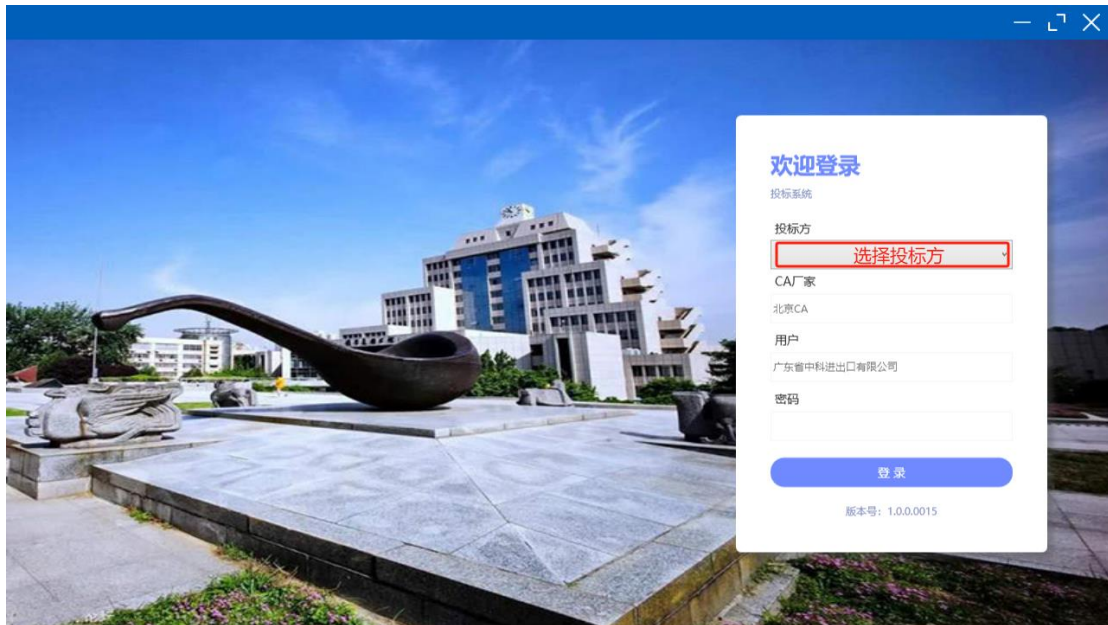 欢迎登录
投标系统
投标方
选择投标方
CA厂家
北京CA
用户
广东省中科进出口有限公司
密码
登 录
版本号：1.0.0.0015